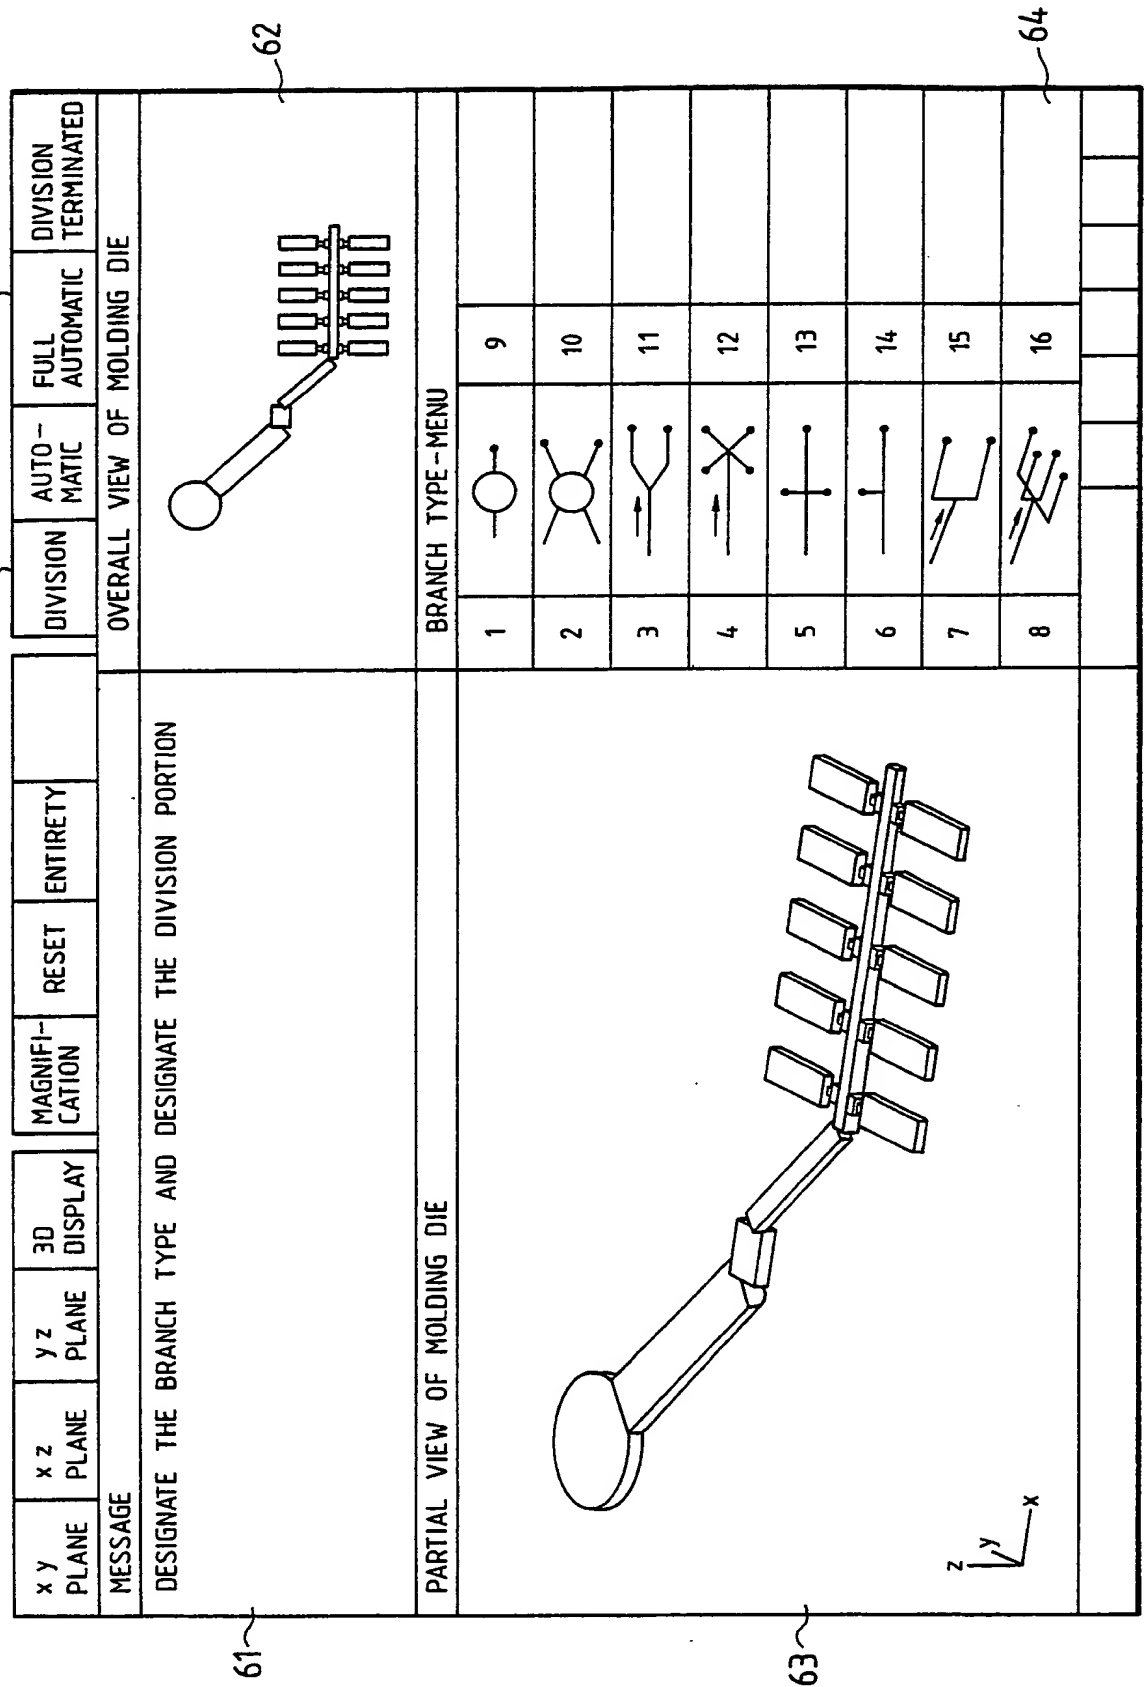 x y
PLANE
x z
PLANE
y z
PLANE
3D
DISPLAY
MAGNIFI-
CATION
RESET
ENTIRETY
DIVISION
AUTO-
MATIC
FULL
AUTOMATIC
DIVISION
TERMINATED
MESSAGE
OVERALL VIEW OF MOLDING DIE
DESIGNATE THE BRANCH TYPE AND DESIGNATE THE DIVISION PORTION
61
62
PARTIAL VIEW OF MOLDING DIE
BRANCH TYPE-MENU
1 9
2 10
3 11
4 12
5 13
6 14
7 15
8 16
z
y
x
63
64